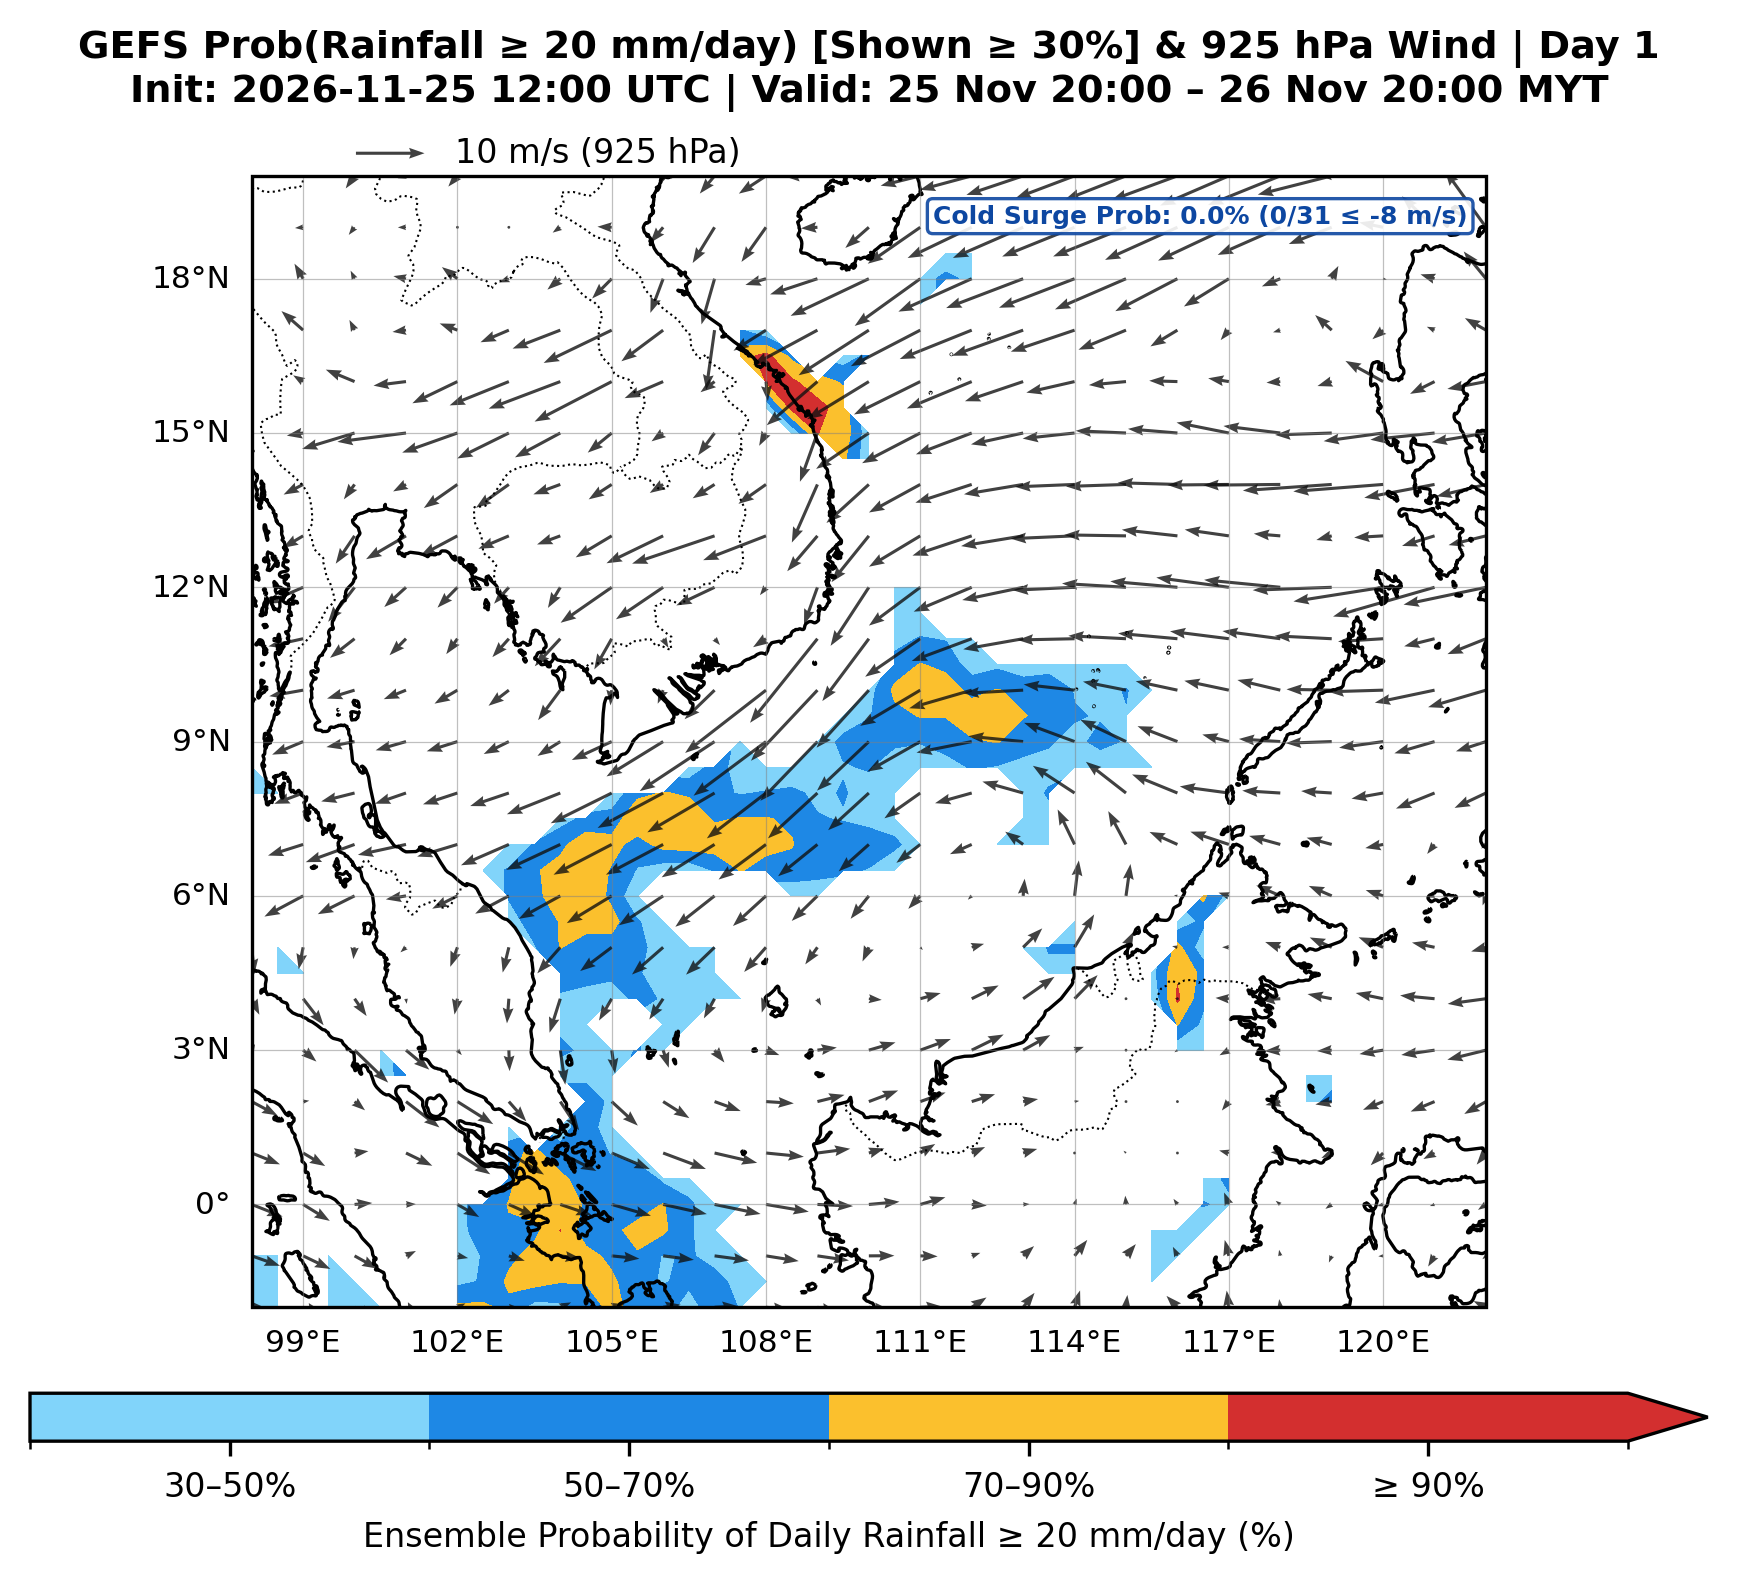 GEFS Prob(Rainfall ≥ 20 mm/day) [Shown ≥ 30%] & 925 hPa Wind | Day 1
Init: 2026-11-25 12:00 UTC | Valid: 25 Nov 20:00 – 26 Nov 20:00 MYT
10 m/s (925 hPa)
Cold Surge Prob: 0.0% (0/31 ≤ -8 m/s)
18°N
15°N
12°N
9°N
6°N
3°N
0°
99°E 102°E 105°E 108°E 111°E 114°E 117°E 120°E
30–50% 50–70% 70–90% ≥ 90%
Ensemble Probability of Daily Rainfall ≥ 20 mm/day (%)